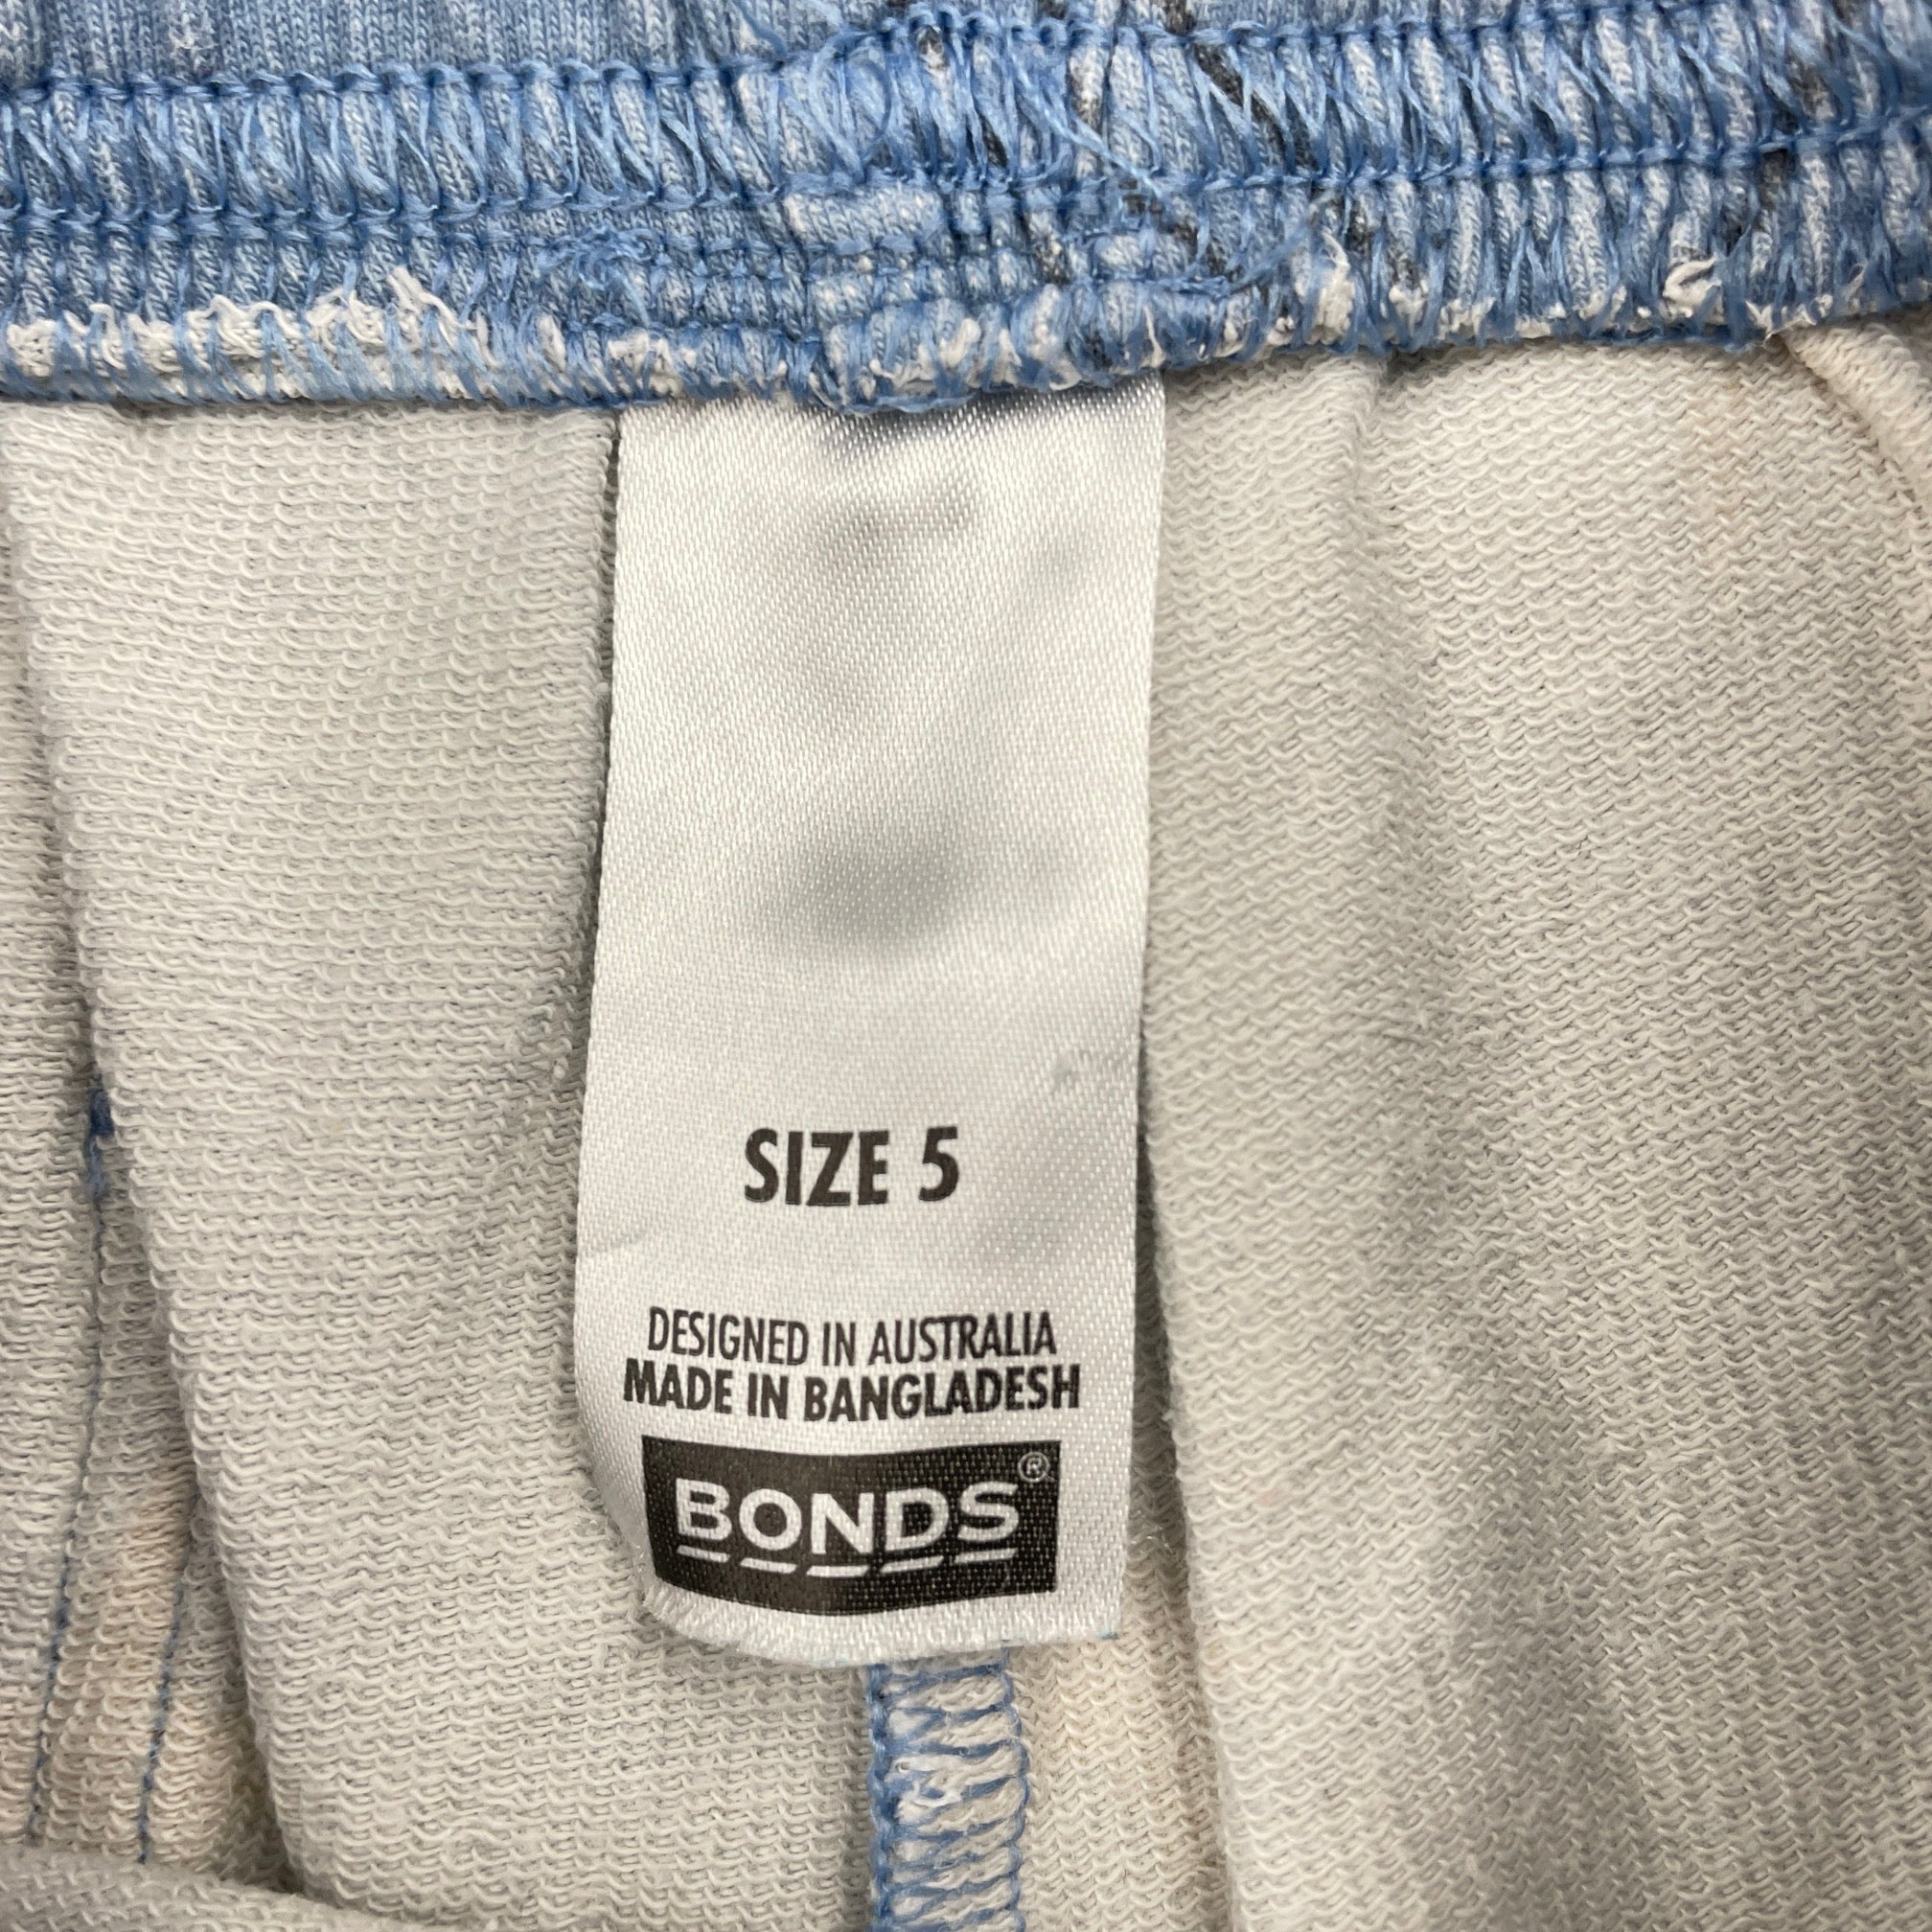 SIZE 5
DESIGNED IN AUSTRALIA
MADE IN BANGLADESH
BONDS®